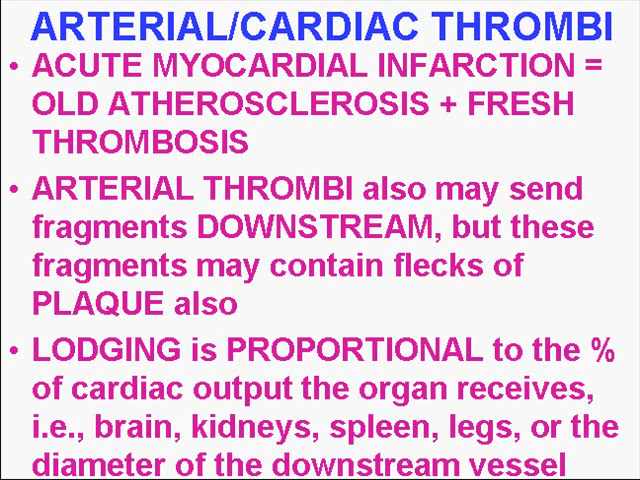 ARTERIAL/CARDIAC THROMBI
• ACUTE MYOCARDIAL INFARCTION =
OLD ATHEROSCLEROSIS + FRESH
THROMBOSIS
• ARTERIAL THROMBI also may send
fragments DOWNSTREAM, but these
fragments may contain flecks of
PLAQUE also
• LODGING is PROPORTIONAL to the %
of cardiac output the organ receives,
i.e., brain, kidneys, spleen, legs, or the
diameter of the downstream vessel